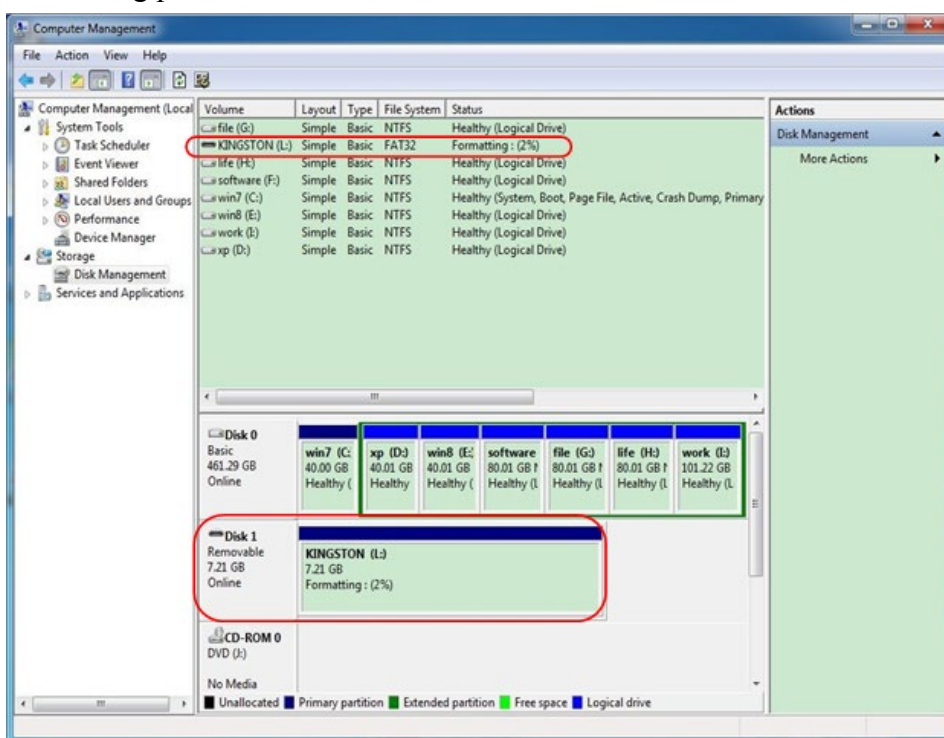 Computer Management
File Action View Help
Computer Management (Local
System Tools
Task Scheduler
Event Viewer
Shared Folders
Local Users and Groups
Performance
Device Manager
Storage
Disk Management
Services and Applications
Volume Layout Type File System Status
file (G:) Simple Basic NTFS Healthy (Logical Drive)
KINGSTON (L:) Simple Basic FAT32 Formatting : (2%)
life (H:) Simple Basic NTFS Healthy (Logical Drive)
software (F:) Simple Basic NTFS Healthy (Logical Drive)
win7 (C:) Simple Basic NTFS Healthy (System, Boot, Page File, Active, Crash Dump, Primary
win8 (E:) Simple Basic NTFS Healthy (Logical Drive)
work (I:) Simple Basic NTFS Healthy (Logical Drive)
xp (D:) Simple Basic NTFS Healthy (Logical Drive)
Actions
Disk Management
More Actions
Disk 0
Basic
461.29 GB
Online
win7 (C: xp (D:) win8 (E: software file (G:) life (H:) work (I:)
40.00 GB 40.01 GB 40.01 GB 80.01 GB 80.01 GB 80.01 GB 101.22 GB
Healthy ( Healthy Healthy ( Healthy (L Healthy (L Healthy (L Healthy (L
Disk 1
Removable
7.21 GB
Online
KINGSTON (L:)
7.21 GB
Formatting : (2%)
CD-ROM 0
DVD (J:)
No Media
Unallocated Primary partition Extended partition Free space Logical drive